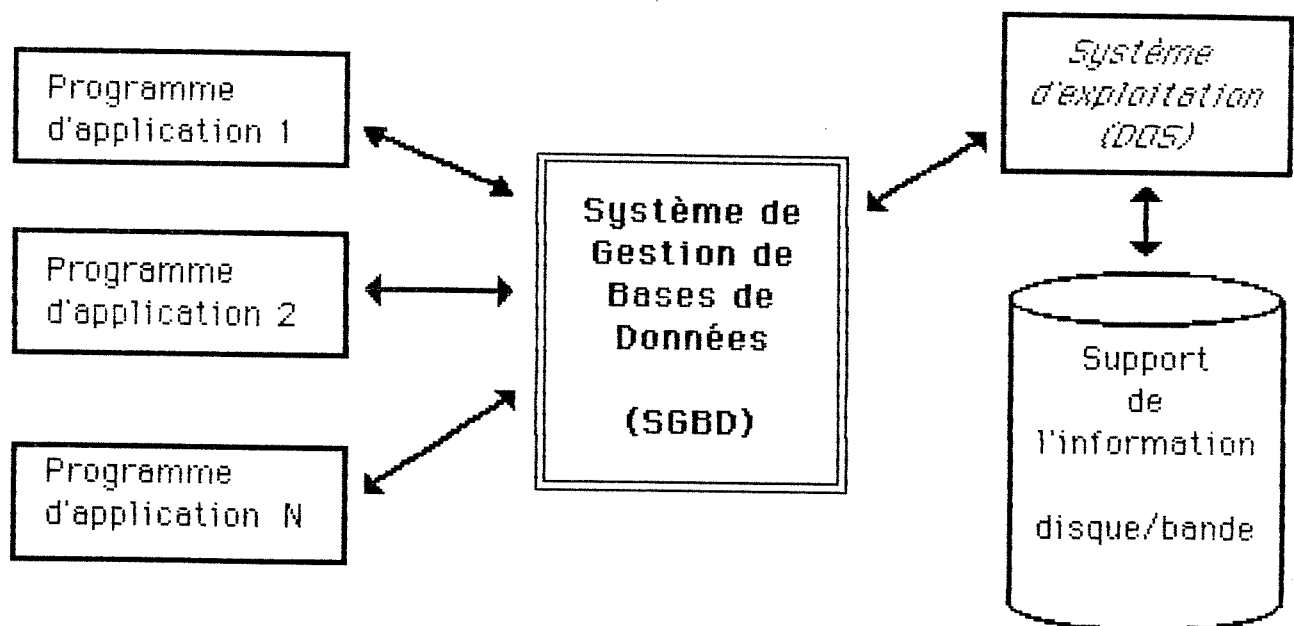 Programme
d'application 1
Programme
d'application 2
Programme
d'application N
Système de
Gestion de
Bases de
Données
(SGBD)
Système
d'exploitation
(DOS)
Support
de
l'information
disque/bande